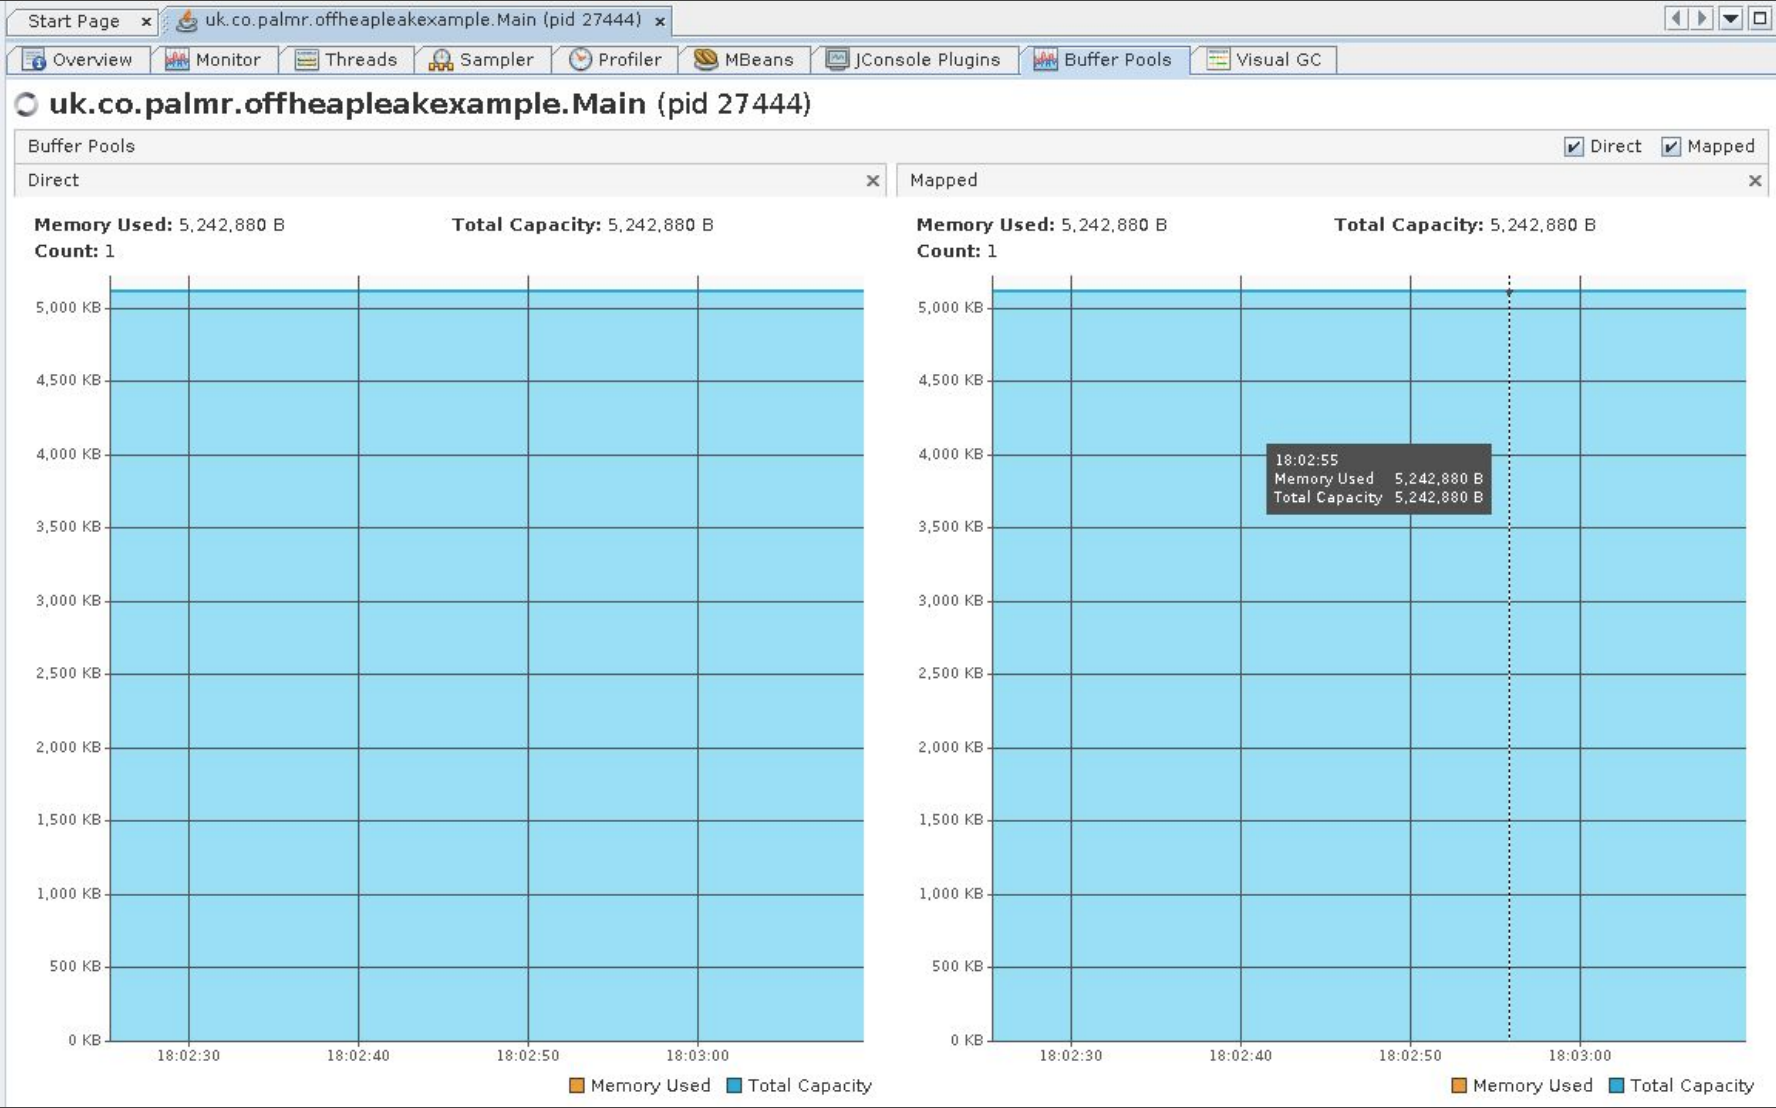 Start Page x uk.co.palmr.offheapleakexample.Main (pid 27444) x
Overview Monitor Threads Sampler Profiler MBeans JConsole Plugins Buffer Pools Visual GC
uk.co.palmr.offheapleakexample.Main (pid 27444)
Buffer Pools Direct Mapped
Direct
Memory Used: 5,242,880 B Total Capacity: 5,242,880 B
Count: 1
5,000 KB
4,500 KB
4,000 KB
3,500 KB
3,000 KB
2,500 KB
2,000 KB
1,500 KB
1,000 KB
500 KB
0 KB
18:02:30 18:02:40 18:02:50 18:03:00
Memory Used Total Capacity
Mapped
Memory Used: 5,242,880 B Total Capacity: 5,242,880 B
Count: 1
5,000 KB
4,500 KB
4,000 KB
3,500 KB
3,000 KB
2,500 KB
2,000 KB
1,500 KB
1,000 KB
500 KB
0 KB
18:02:55
Memory Used 5,242,880 B
Total Capacity 5,242,880 B
18:02:30 18:02:40 18:02:50 18:03:00
Memory Used Total Capacity